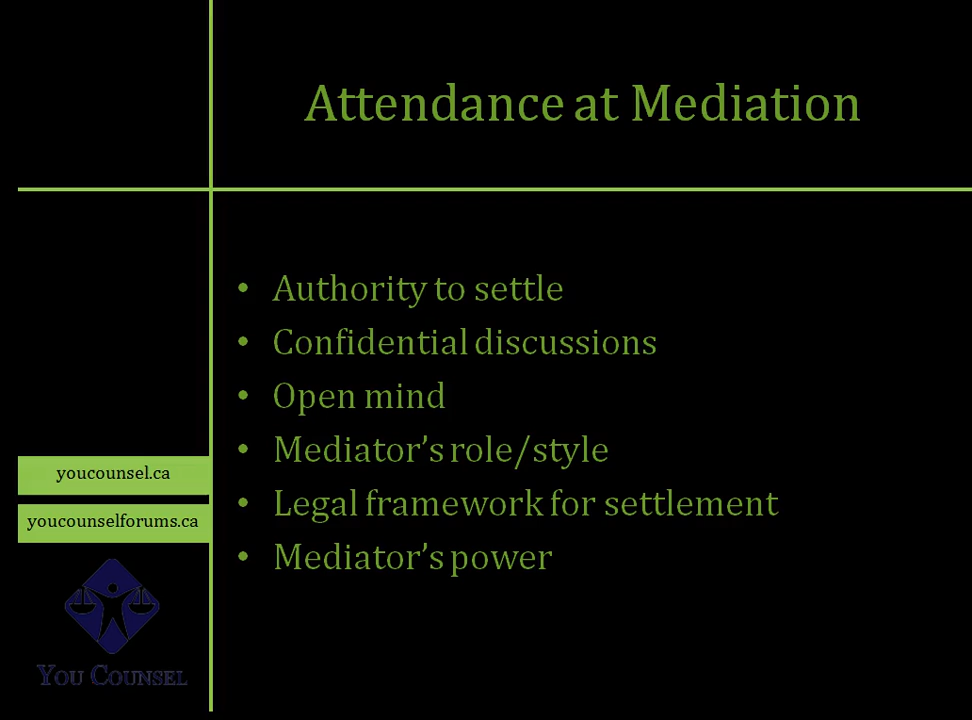 Attendance at Mediation
• Authority to settle
• Confidential discussions
• Open mind
• Mediator’s role/style
• Legal framework for settlement
• Mediator’s power
youcounsel.ca
youcounselforums.ca
YOU COUNSEL